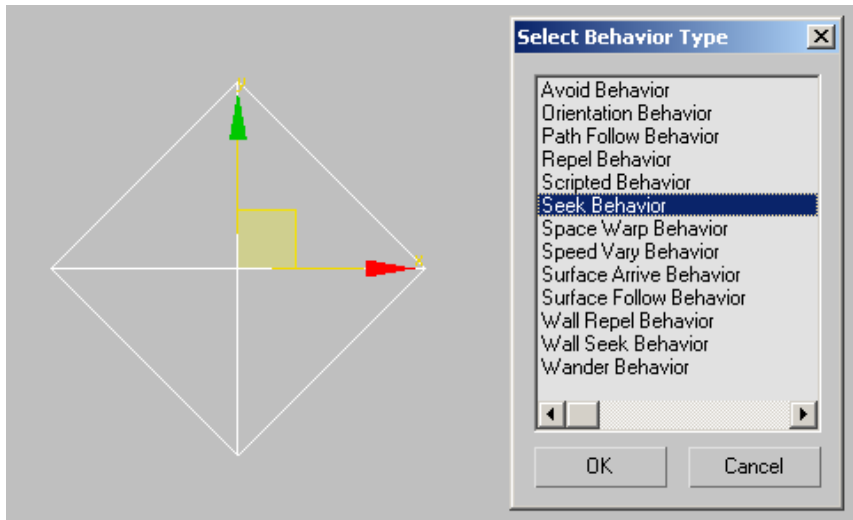 y
x
Select Behavior Type
Avoid Behavior
Orientation Behavior
Path Follow Behavior
Repel Behavior
Scripted Behavior
Seek Behavior
Space Warp Behavior
Speed Vary Behavior
Surface Arrive Behavior
Surface Follow Behavior
Wall Repel Behavior
Wall Seek Behavior
Wander Behavior
OK
Cancel